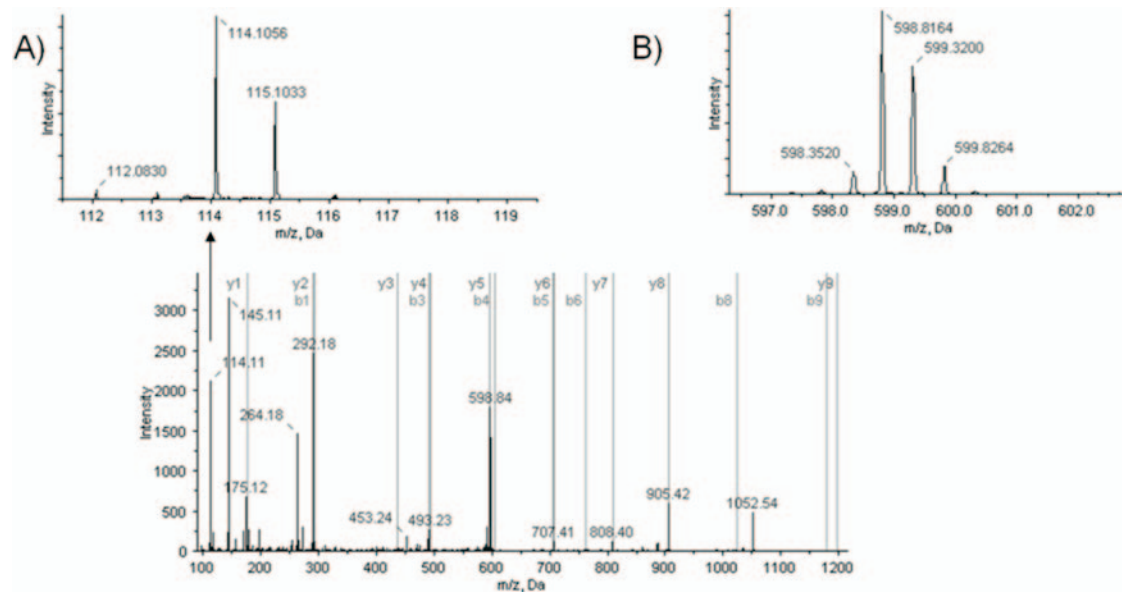 A)
114.1056
115.1033
112.0830
Intensity
112 113 114 115 116 117 118 119
m/z, Da
B)
598.8164
599.3200
598.3520
599.8264
Intensity
597.0 598.0 599.0 600.0 601.0 602.0
m/z, Da
y1 y2 y3 y4 y5 y6 y7 y8 y9
b1 b3 b4 b5 b6 b8 b9
145.11
292.18
114.11
598.84
264.18
175.12
453.24
493.23
707.41
808.40
905.42
1052.54
Intensity
3000
2500
2000
1500
1000
500
0
100 200 300 400 500 600 700 800 900 1000 1100 1200
m/z, Da